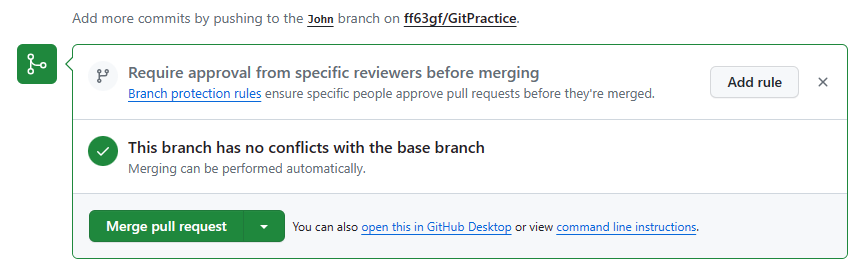 Add more commits by pushing to the John branch on ff63gf/GitPractice.
Require approval from specific reviewers before merging
Branch protection rules ensure specific people approve pull requests before they're merged.
Add rule
This branch has no conflicts with the base branch
Merging can be performed automatically.
Merge pull request
You can also open this in GitHub Desktop or view command line instructions.